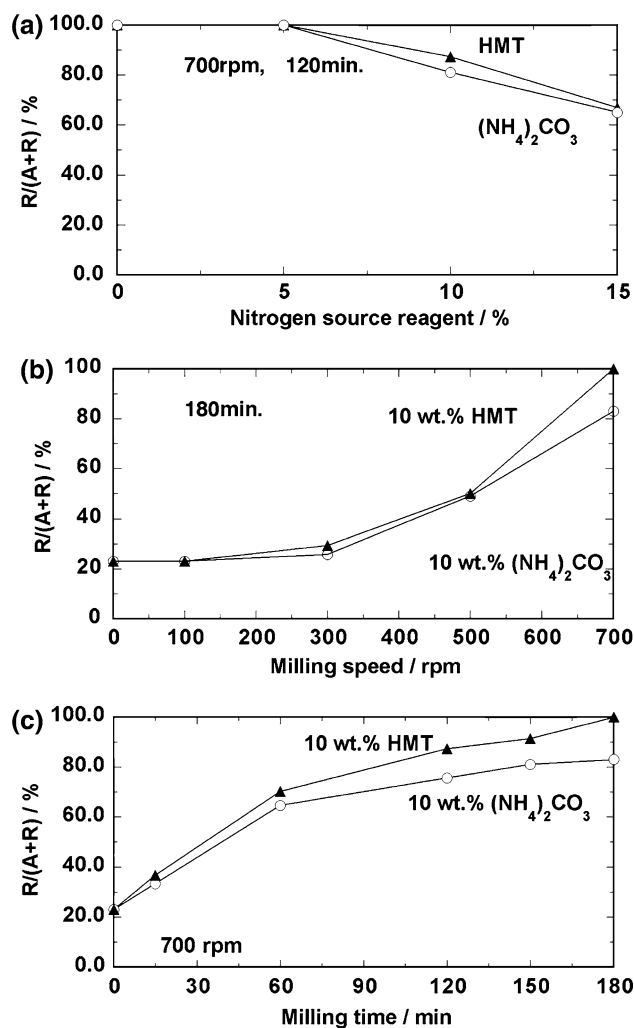 (a)
100
80.0
60.0
40.0
20.0
0.0
R/(A+R) / %
700rpm, 120min.
HMT
(NH₄)₂CO₃
0 5 10 15
Nitrogen source reagent / %
(b)
100
80
60
40
20
0
R/(A+R) / %
180min.
10 wt.% HMT
10 wt.% (NH₄)₂CO₃
0 100 200 300 400 500 600 700
Milling speed / rpm
(c)
100.0
80.0
60.0
40.0
20.0
0.0
R/(A+R) / %
10 wt.% HMT
10 wt.% (NH₄)₂CO₃
700 rpm
0 30 60 90 120 150 180
Milling time / min